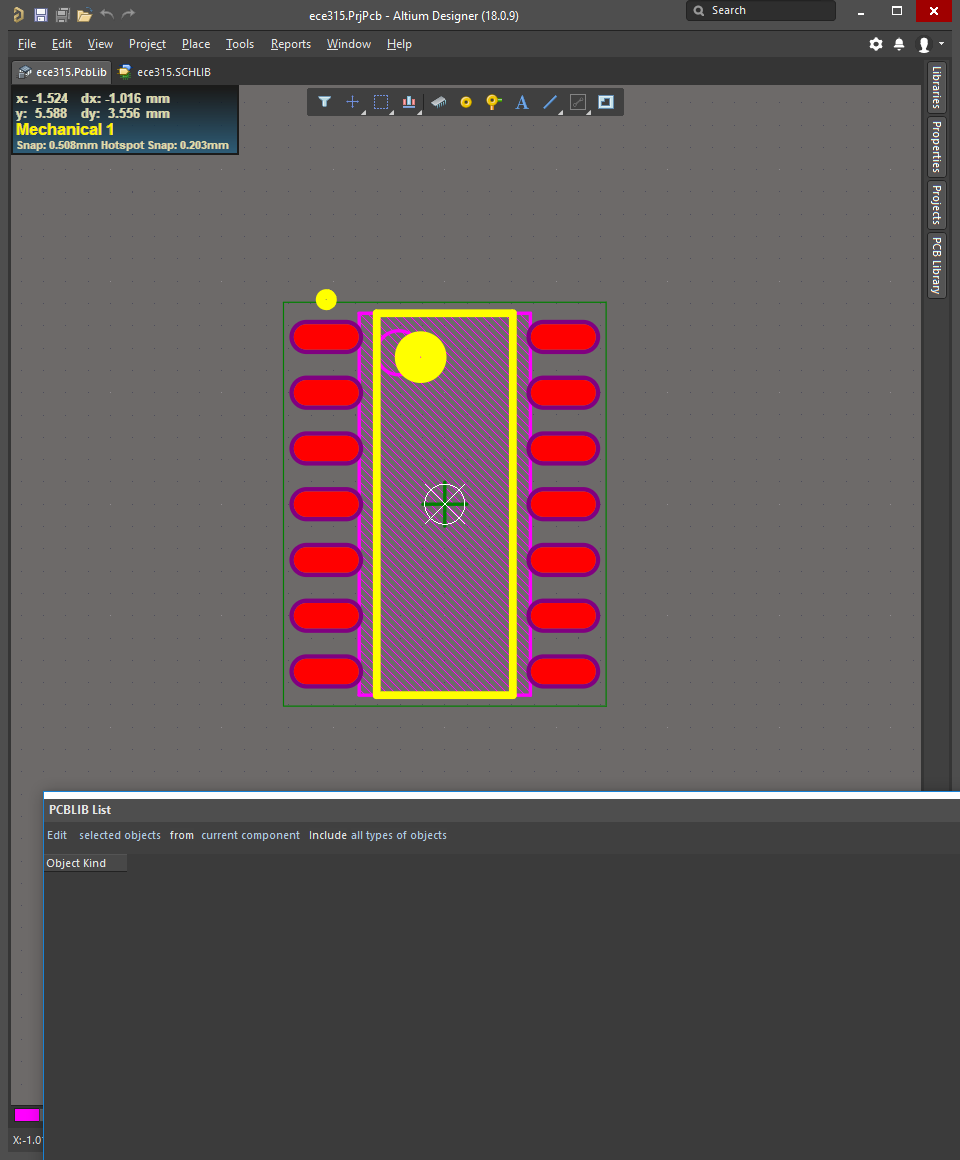 ece315.PrjPcb - Altium Designer (18.0.9)
Search
File Edit View Project Place Tools Reports Window Help
ece315.PcbLib ece315.SCHLIB
x: -1.524 dx: -1.016 mm
y: 5.588 dy: 3.556 mm
Mechanical 1
Snap: 0.508mm Hotspot Snap: 0.203mm
A
Libraries
Properties
Projects
PCB Library
PCBLIB List
Edit selected objects from current component Include all types of objects
Object Kind
X:-1.01